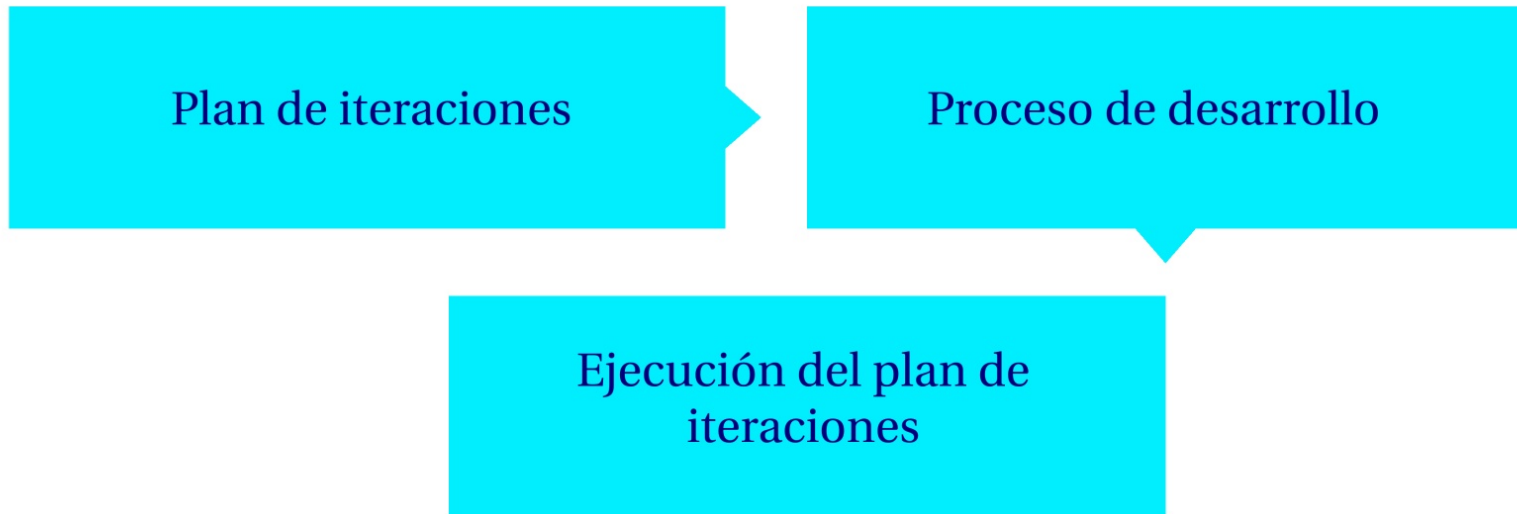 Plan de iteraciones
Proceso de desarrollo
Ejecución del plan de
iteraciones